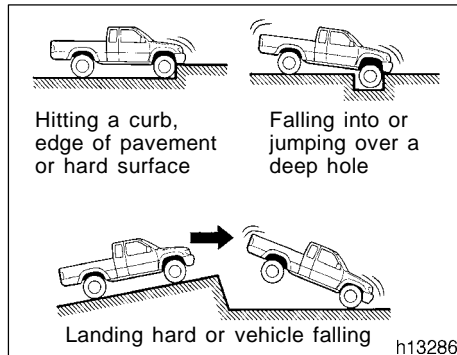 Hitting a curb,
edge of pavement
or hard surface
Falling into or
jumping over a
deep hole
Landing hard or vehicle falling
h13286